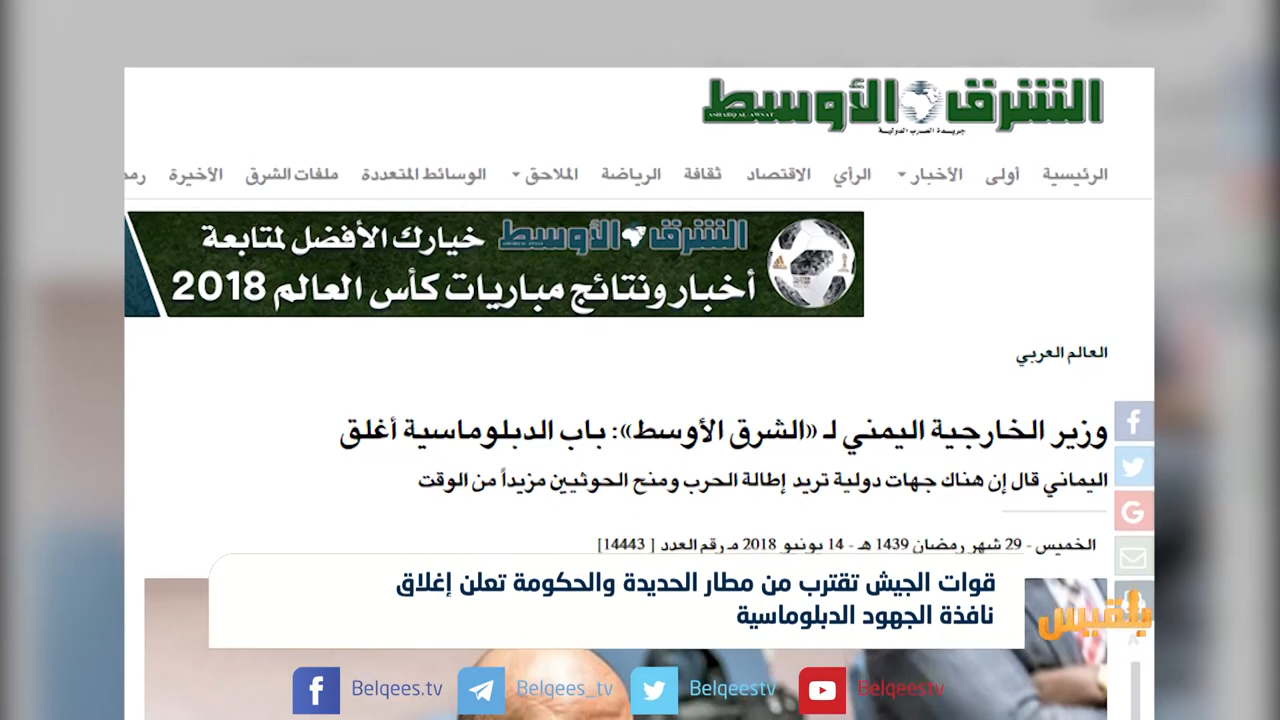 الشرق الأوسط
ASHARQ AL AWSAT
جريدة العرب الدولية
الرئيسية أولى الأخبار الرأي الاقتصاد ثقافة الرياضة الملاحق الوسائط المتعددة ملفات الشرق الأخيرة
الشرق الأوسط خيارك الأفضل لمتابعة
أخبار ونتائج مباريات كأس العالم 2018
العالم العربي
وزير الخارجية اليمني لـ «الشرق الأوسط»: باب الدبلوماسية أغلق
اليماني قال إن هناك جهات دولية تريد إطالة الحرب ومنح الحوثيين مزيداً من الوقت
الخميس - 29 شهر رمضان 1439 هـ - 14 يونيو 2018 مـ رقم العدد [ 14443]
قوات الجيش تقترب من مطار الحديدة والحكومة تعلن إغلاق
نافذة الجهود الدبلوماسية
بلقيس
Belqees.tv Belqees_tv Belqeestv Belqeestv